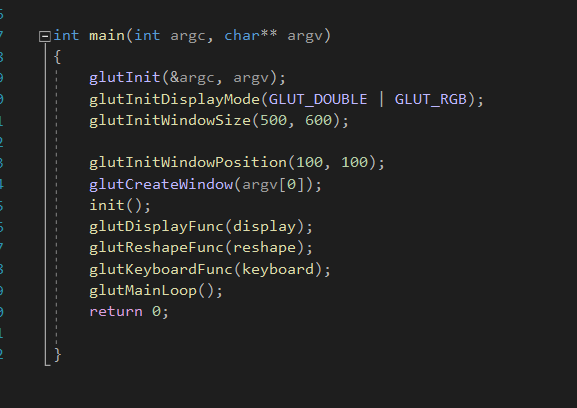 int main(int argc, char** argv)
{
glutInit(&argc, argv);
glutInitDisplayMode(GLUT_DOUBLE | GLUT_RGB);
glutInitWindowSize(500, 600);
glutInitWindowPosition(100, 100);
glutCreateWindow(argv[0]);
init();
glutDisplayFunc(display);
glutReshapeFunc(reshape);
glutKeyboardFunc(keyboard);
glutMainLoop();
return 0;
}